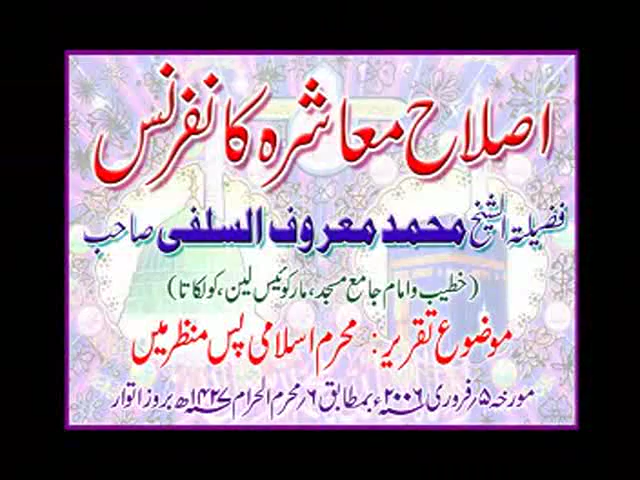 اصلاح معاشرہ کانفرنس
فضیلۃ الشیخ محمد معروف السلفی صاحب
(خطیب و امام جامع مسجد، مارکوئیس لین، کولکاتا)
موضوع تقریر: محرم اسلامی پس منظر میں
مورخہ ۵؍ فروری ۲۰۰۶ء بمطابق ۶؍ محرم الحرام ۱۴۲۷ھ بروز اتوار